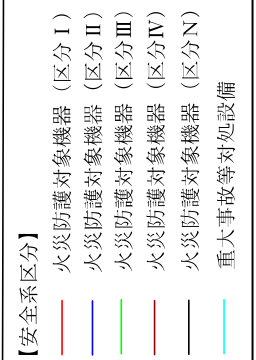 【安全系区分】
火災防護対象機器（区分Ⅰ）
火災防護対象機器（区分Ⅱ）
火災防護対象機器（区分Ⅲ）
火災防護対象機器（区分Ⅳ）
火災防護対象機器（区分N）
重大事故等対処設備